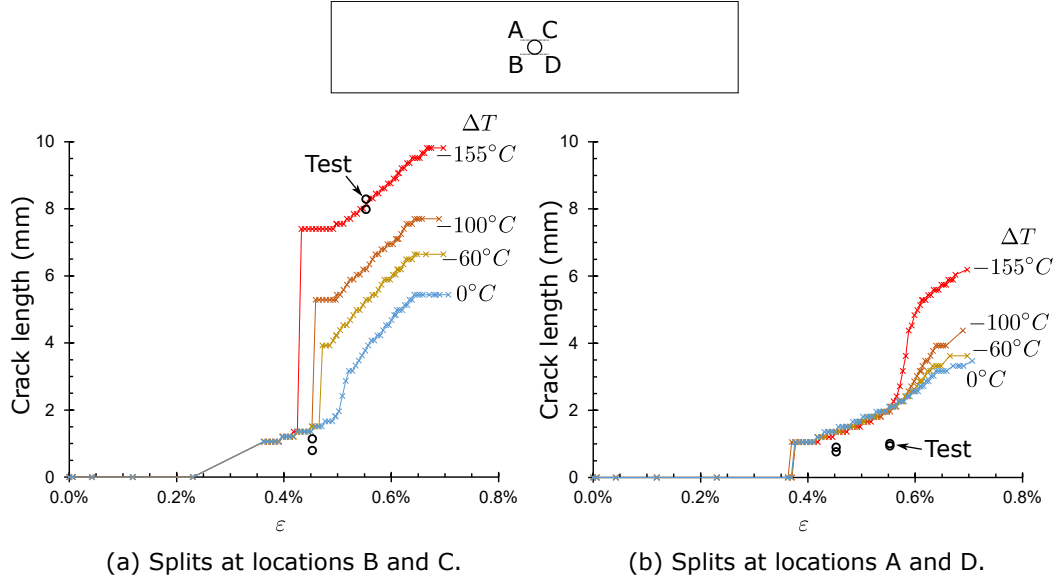 A C
B D
ΔT
10
8
6
4
2
0
Crack length (mm)
Test
−155°C
−100°C
−60°C
0°C
0.0% 0.2% 0.4% 0.6% 0.8%
ε
(a) Splits at locations B and C.
10
8
6
4
2
0
Crack length (mm)
ΔT
−155°C
−100°C
−60°C
0°C
Test
0.0% 0.2% 0.4% 0.6% 0.8%
ε
(b) Splits at locations A and D.